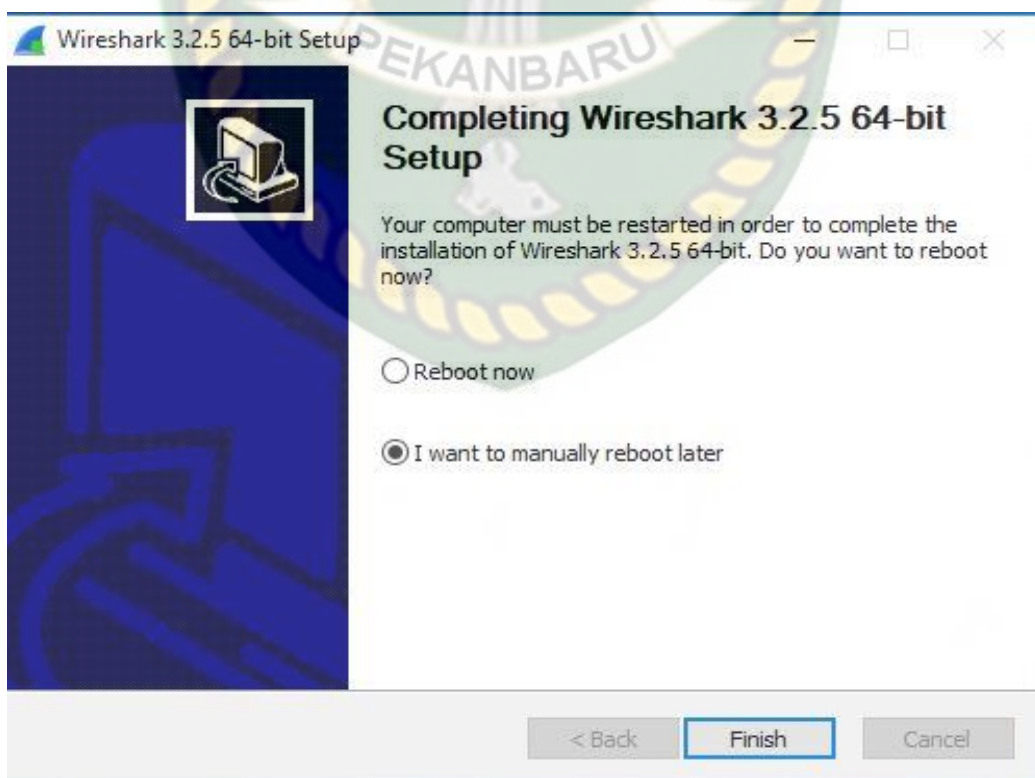 Wireshark 3.2.5 64-bit Setup
PEKANBARU
Completing Wireshark 3.2.5 64-bit
Setup
Your computer must be restarted in order to complete the
installation of Wireshark 3.2.5 64-bit. Do you want to reboot
now?
Reboot now
I want to manually reboot later
< Back
Finish
Cancel